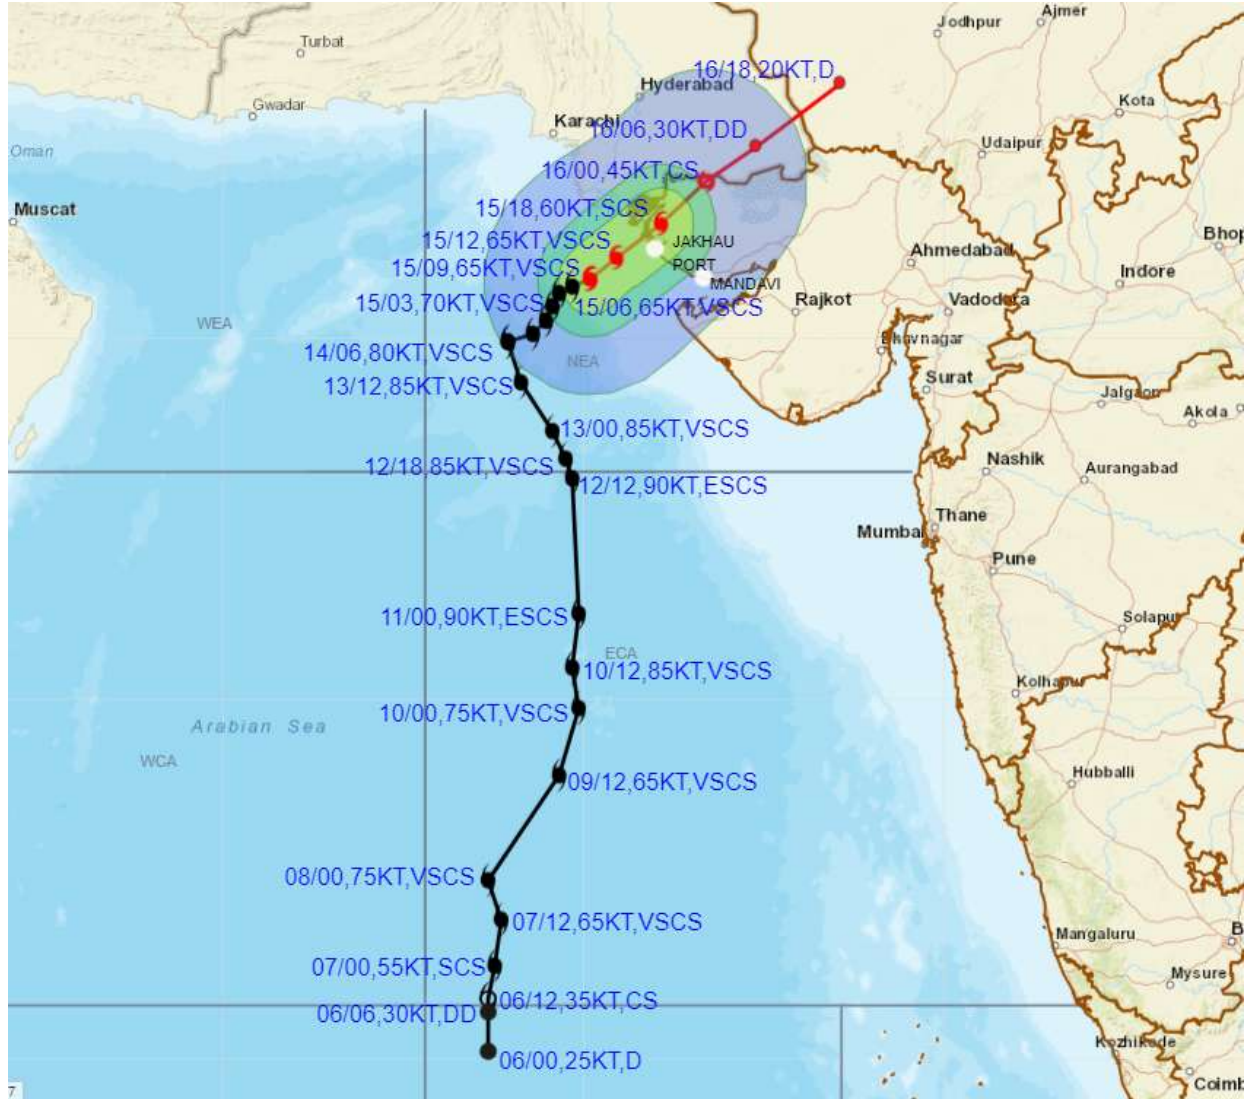 Ajmer
Jodhpur
Turbat
16/18,20KT,D
Hyderabad
Kota
Gwadar
Karachi
16/06,30KT,DD
Udaipur
Oman
16/00,45KT,CS
Muscat
15/18,60KT,SCS
15/12,65KT,VSCS
JAKHAU
PORT
Ahmedabad
Bhop
15/09,65KT,VSCS
Indore
MANDAVI
15/03,70KT,VSCS
15/06,65KT,VSCS
Rajkot
Vadodara
WEA
Bhavnagar
14/06,80KT,VSCS
NEA
Surat
13/12,85KT,VSCS
Jalgaon
Akola
13/00,85KT,VSCS
12/18,85KT,VSCS
Nashik
Aurangabad
12/12,90KT,ESCS
Thane
Mumbai
Pune
11/00,90KT,ESCS
Solapur
ECA
10/12,85KT,VSCS
Kolhapur
10/00,75KT,VSCS
Arabian Sea
WCA
09/12,65KT,VSCS
Hubballi
08/00,75KT,VSCS
07/12,65KT,VSCS
Mangaluru
B
07/00,55KT,SCS
Mysure
06/12,35KT,CS
06/06,30KT,DD
Kozhikode
06/00,25KT,D
Coimb
7